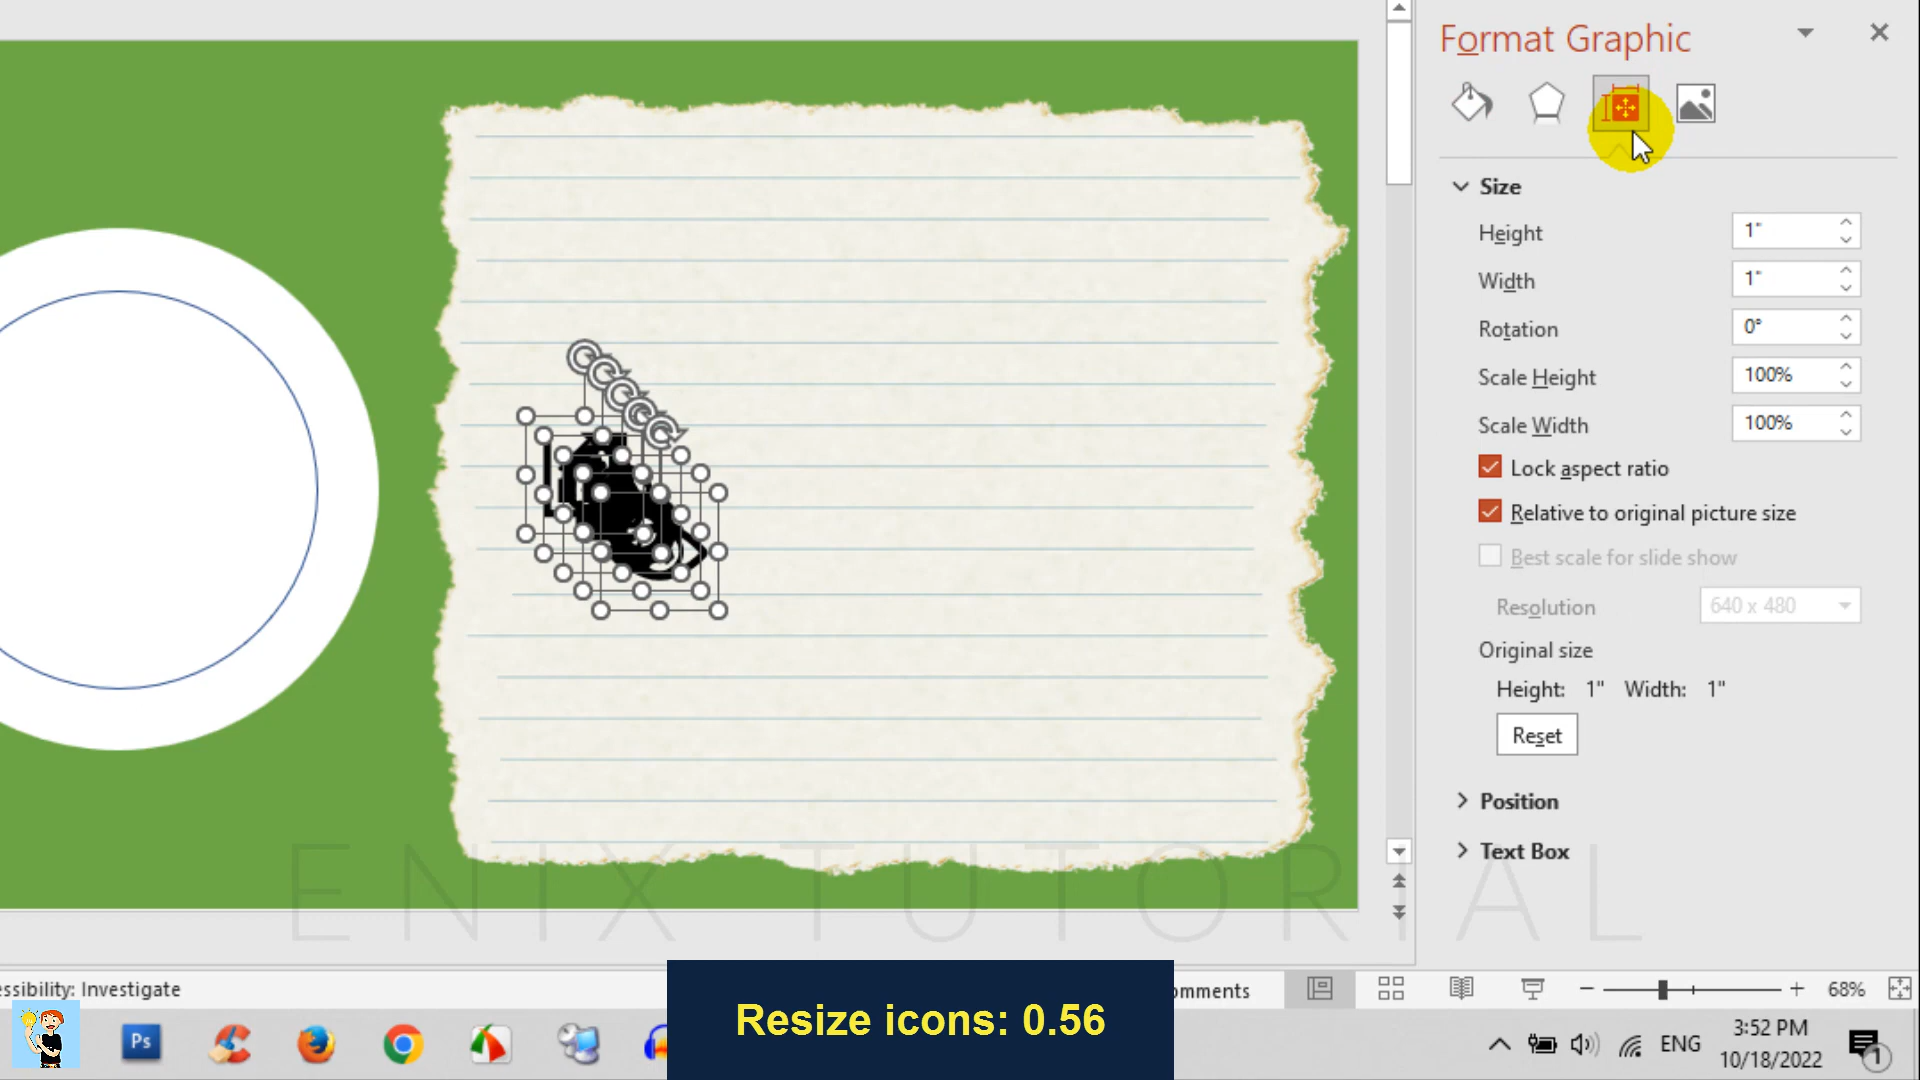 Format Graphic
Size
Height 1"
Width 1"
Rotation 0°
Scale Height 100%
Scale Width 100%
Lock aspect ratio
Relative to original picture size
Best scale for slide show
Resolution 640 x 480
Original size
Height: 1" Width: 1"
Reset
Position
Text Box
ENIX TUTORIAL
essibility: Investigate
omments
68%
Resize icons: 0.56
Ps
ENG
3:52 PM
10/18/2022
1